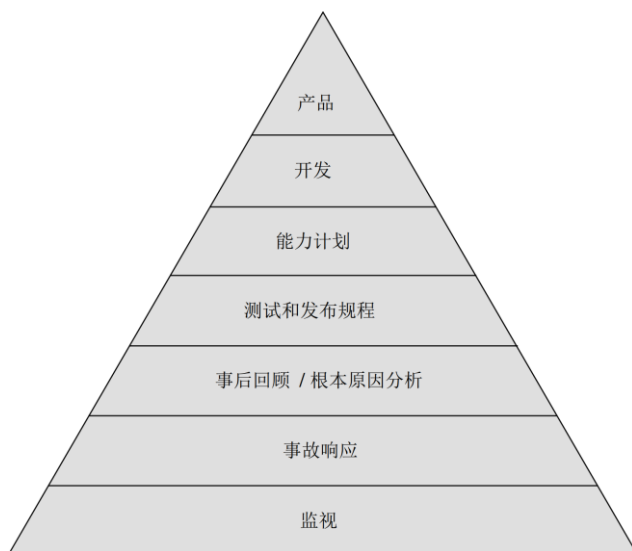 产品
开发
能力计划
测试和发布规程
事后回顾 / 根本原因分析
事故响应
监视